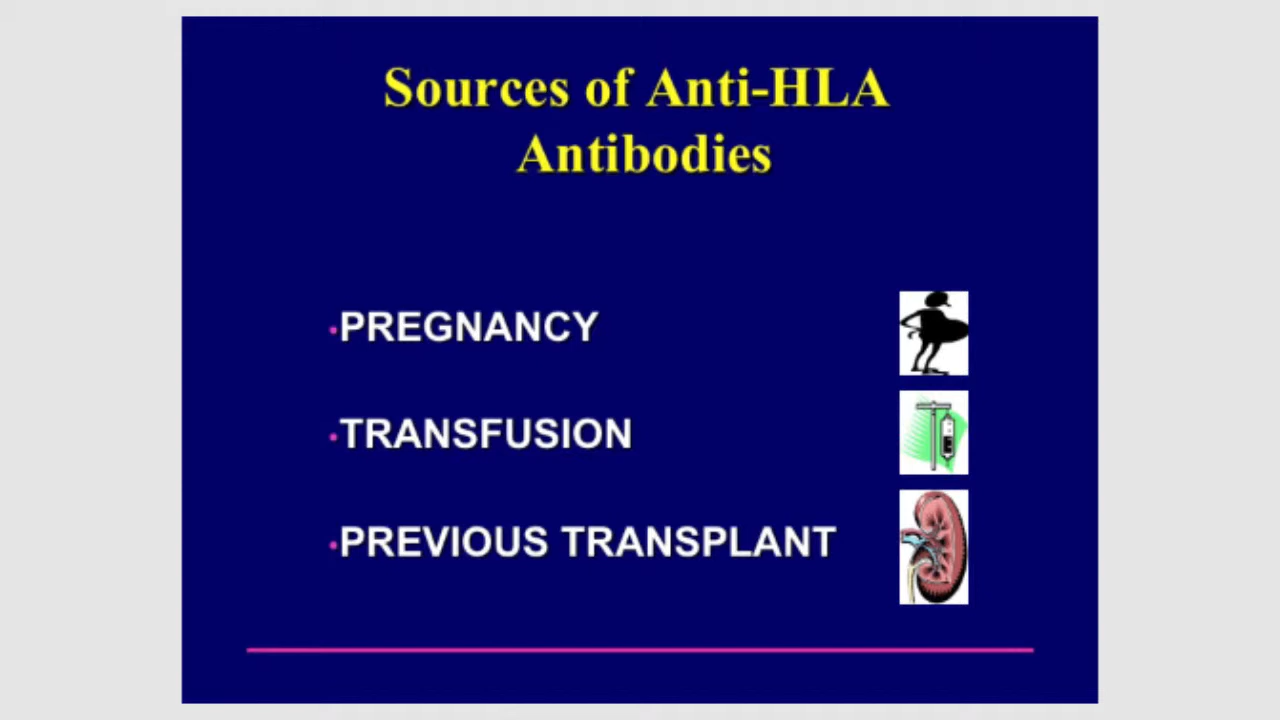 Sources of Anti-HLA
Antibodies
•PREGNANCY
•TRANSFUSION
•PREVIOUS TRANSPLANT